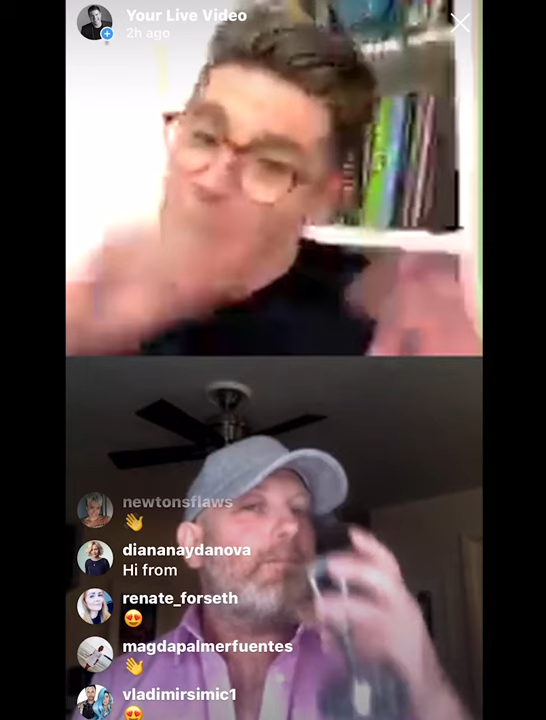 Your Live Video
2h ago
newtonsflaws
👋
diananaydanova
Hi from
renate_forseth
😍
magdapalmerfuentes
👋
vladimirsimic1
😍